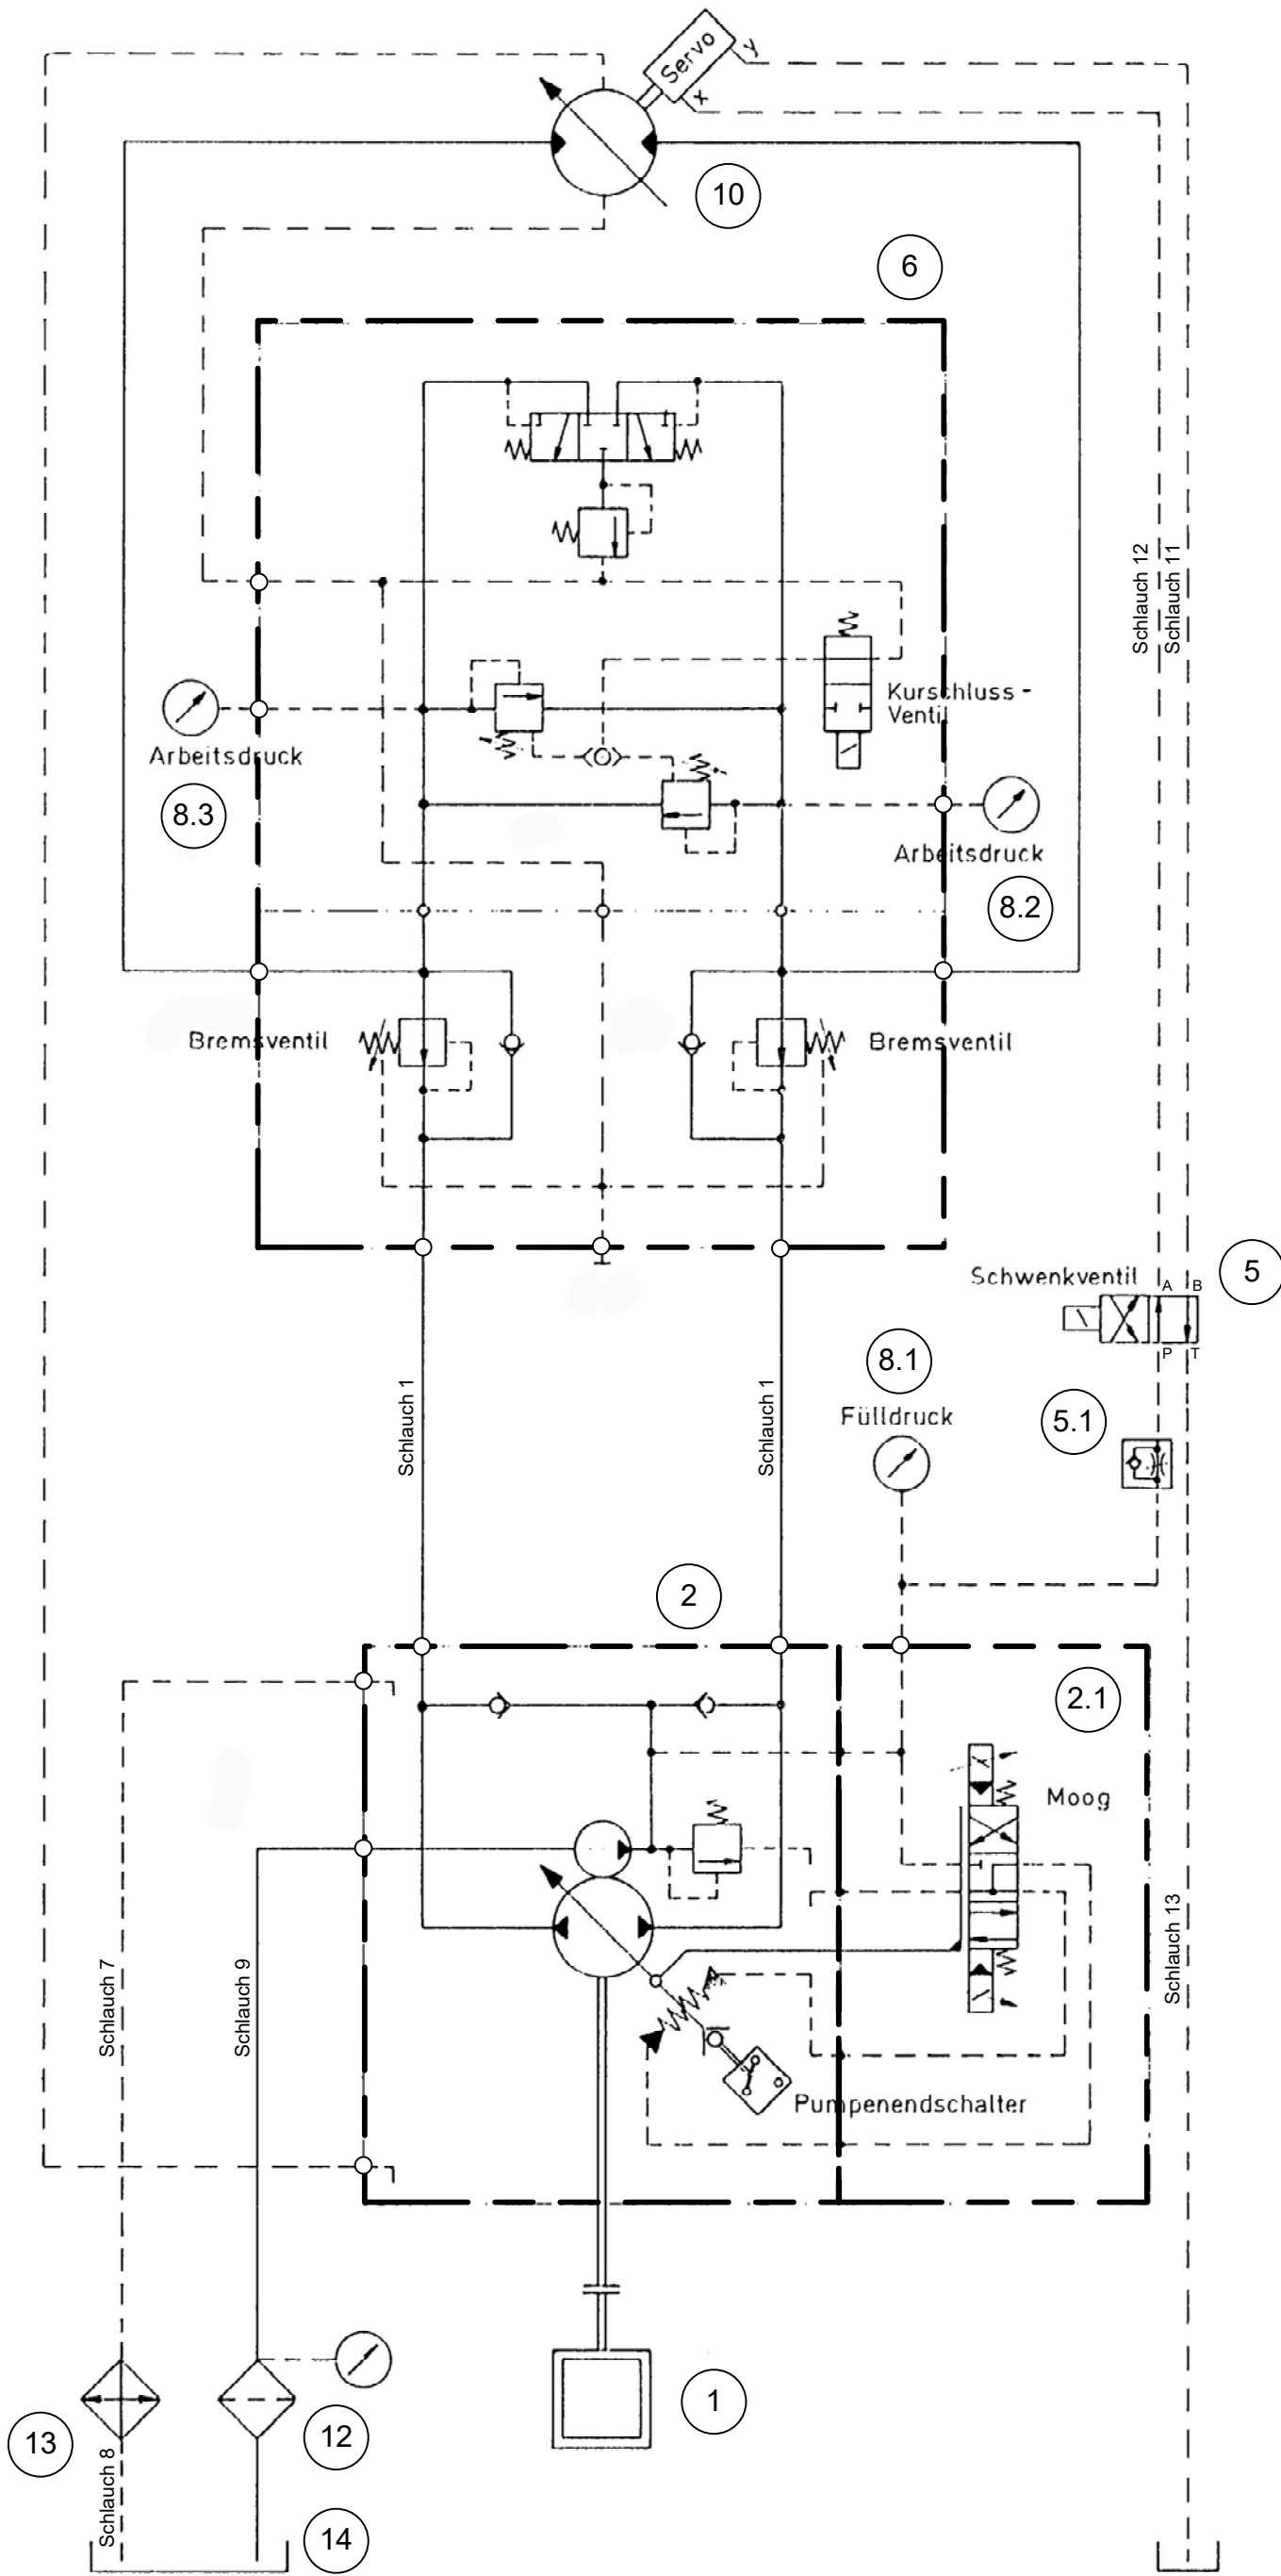 Servo
y
x
10
6
Schlauch 12
Schlauch 11
Kurschluss -
Ventil
Arbeitsdruck
8.3
Arbeitsdruck
8.2
Bremsventil
Bremsventil
Schwenkventil
A
B
5
P
T
8.1
Fülldruck
5.1
Schlauch 1
Schlauch 1
2
2.1
Moog
Schlauch 7
Schlauch 9
Schlauch 13
Pumpenendschalter
13
12
1
Schlauch 8
14